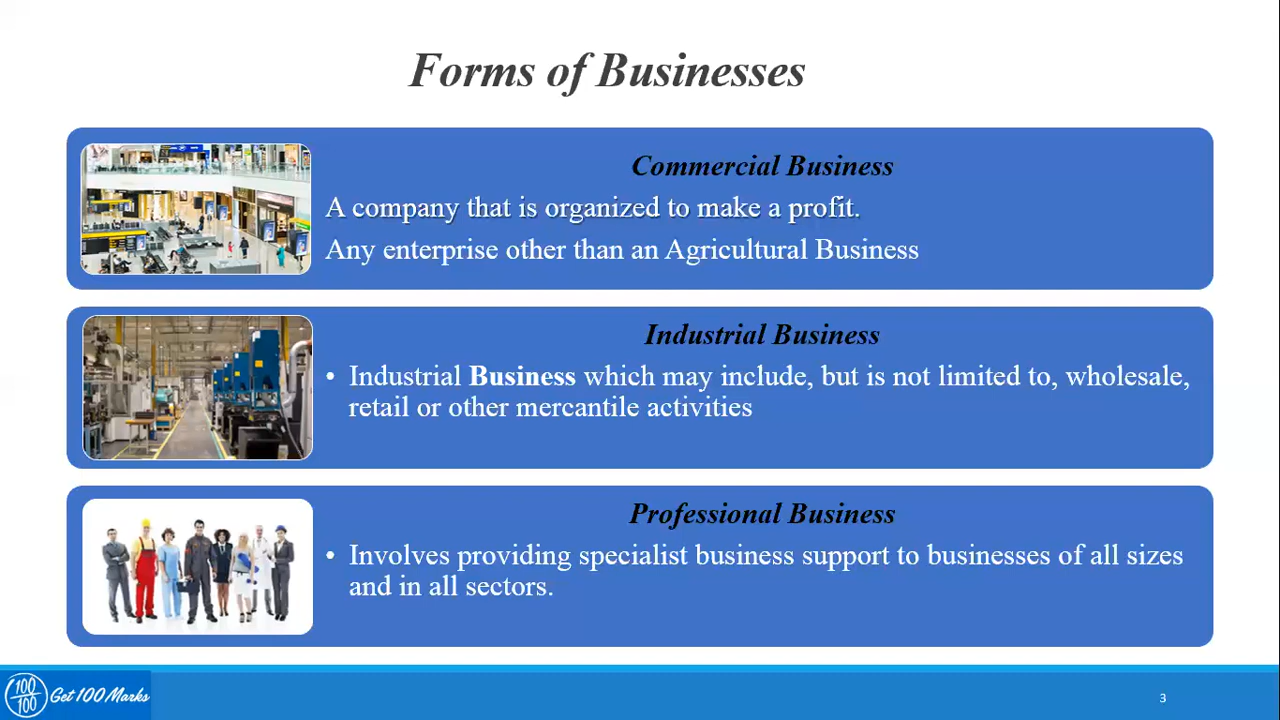 Forms of Businesses
Commercial Business
A company that is organized to make a profit.
Any enterprise other than an Agricultural Business
Industrial Business
• Industrial Business which may include, but is not limited to, wholesale,
retail or other mercantile activities
Professional Business
• Involves providing specialist business support to businesses of all sizes
and in all sectors.
100
100
Get 100 Marks
3